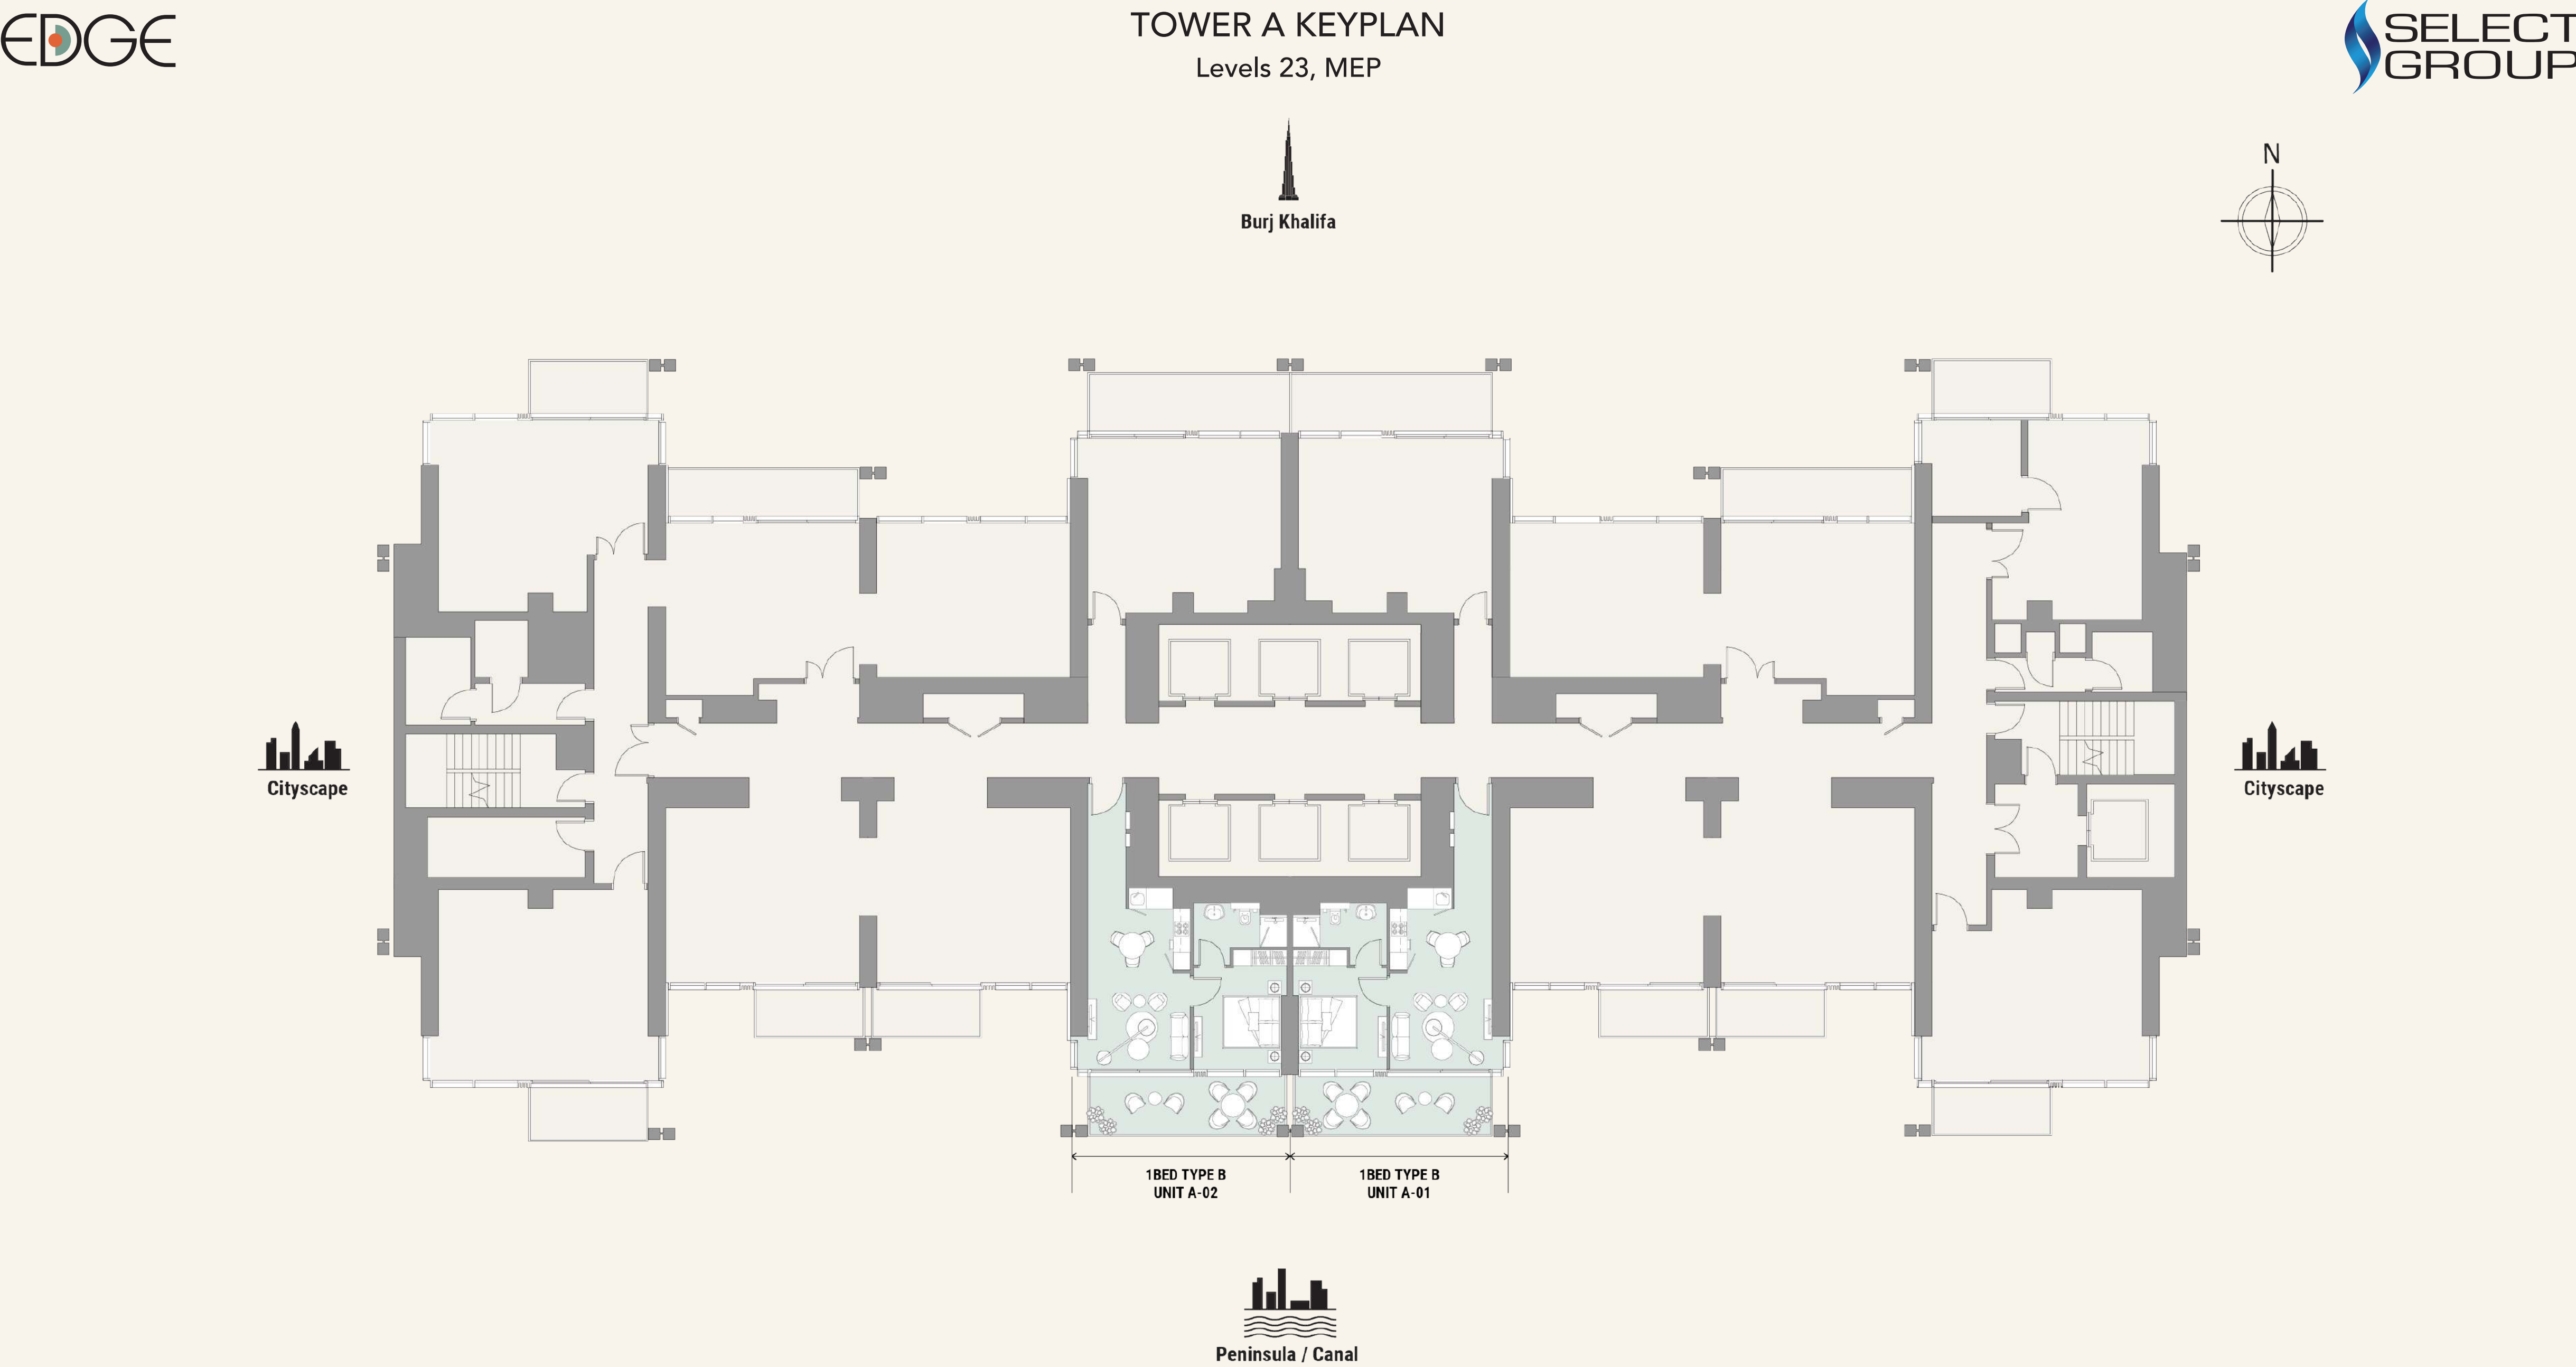 EDGE
TOWER A KEYPLAN
Levels 23, MEP
SELECT
GROUP
Burj Khalifa
N
Cityscape
Cityscape
1BED TYPE B
UNIT A-02
1BED TYPE B
UNIT A-01
Peninsula / Canal